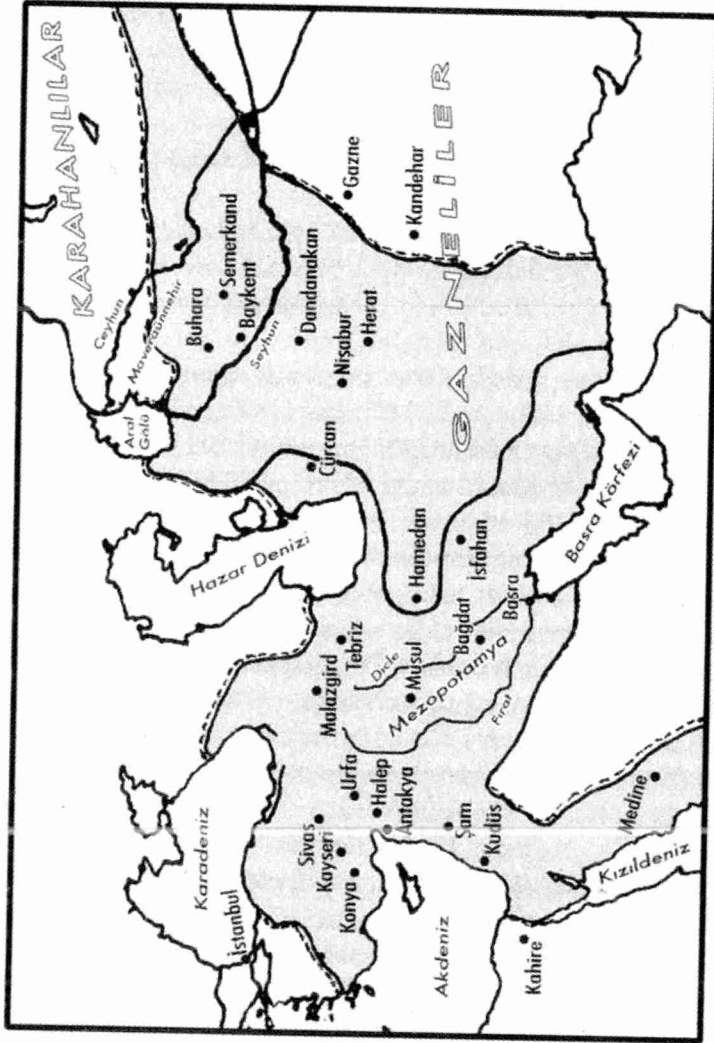 KARAHANLILAR
Ceyhun
Maveraünnehir
Aral
Gölü
Buhara
Semerkand
Baykent
Seyhun
Dandanakan
Nişabur
Herat
Gazne
Kandehar
GAZNELİLER
Cürcan
Hazar Denizi
Hamedan
İsfahan
Basra Körfezi
Tebriz
Malazgird
Dicle
Musul
Bağdat
Basra
Mezopotamya
Fırat
Karadeniz
İstanbul
Sivas
Kayseri
Konya
Urfa
Halep
Antakya
Şam
Kudüs
Akdeniz
Kahire
Medine
Kızıldeniz